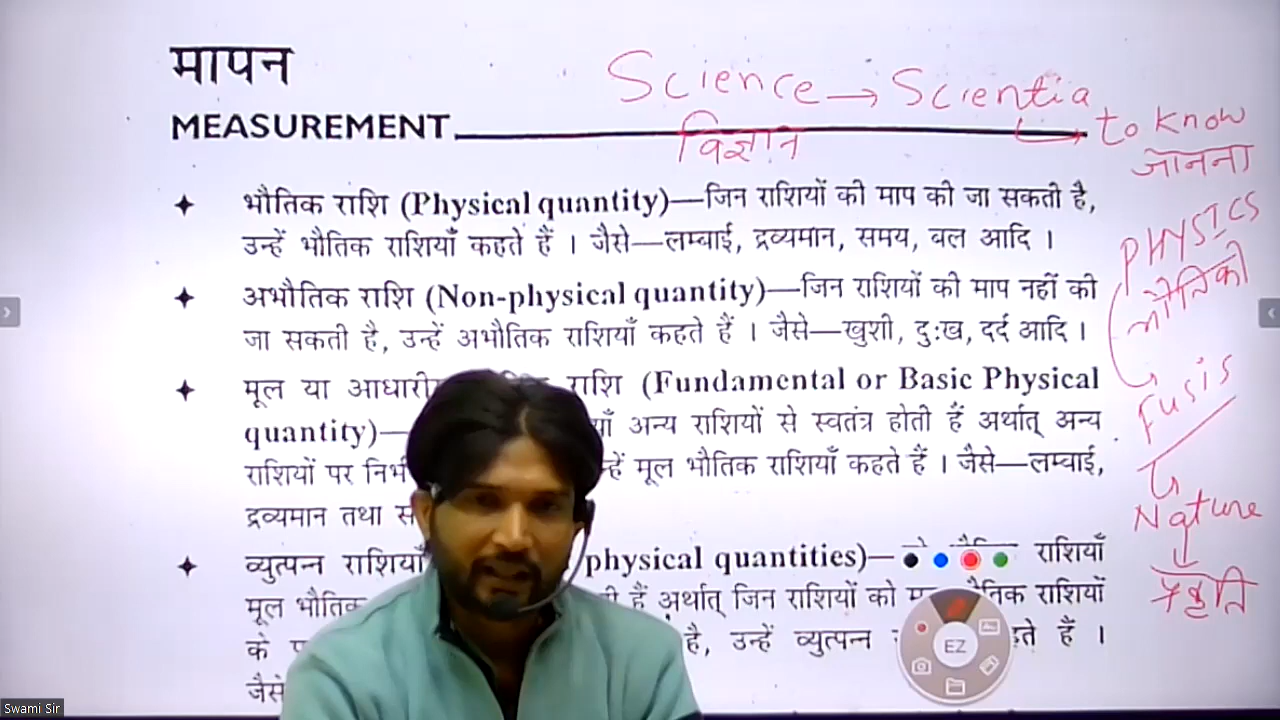 मापन
Science → Scientia
MEASUREMENT
विज्ञान
to know
जानना
✦ भौतिक राशि (Physical quantity)—जिन राशियों की माप की जा सकती है,
उन्हें भौतिक राशियाँ कहते हैं । जैसे—लम्बाई, द्रव्यमान, समय, बल आदि ।
✦ अभौतिक राशि (Non-physical quantity)—जिन राशियों की माप नहीं की
जा सकती है, उन्हें अभौतिक राशियाँ कहते हैं । जैसे—खुशी, दुःख, दर्द आदि ।
✦ मूल या राशि (Fundamental or Basic Physical
quantity)— अन्य राशियों से स्वतंत्र होती हैं अर्थात् अन्य
राशियों पर मूल भौतिक राशियाँ कहते हैं । जैसे—लम्बाई,
द्रव्यमान तथा
✦ व्युत्पन्न राशियाँ physical quantities)— राशियाँ
मूल भौतिक हैं अर्थात् जिन राशियों को राशियों
के है, उन्हें व्युत्पन्न हैं ।
PHYSICS
भौतिकी
Fusis
Nature
प्रकृति
EZ
Swami Sir